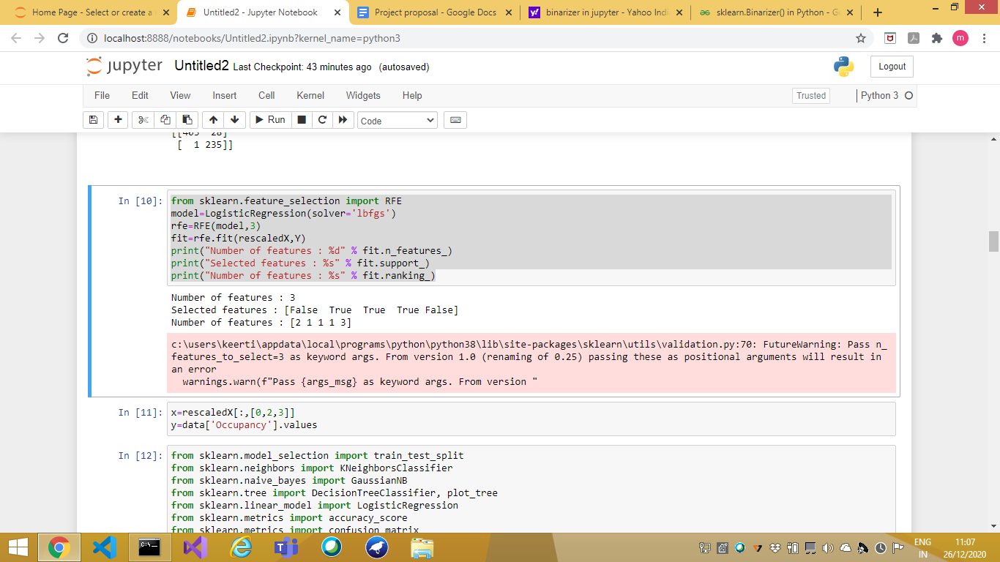 Home Page - Select or create a
Untitled2 - Jupyter Notebook
Project proposal - Google Docs
binarizer in jupyter - Yahoo Indi
sklearn.Binarizer() in Python - G
localhost:8888/notebooks/Untitled2.ipynb?kernel_name=python3
m
jupyter Untitled2 Last Checkpoint: 43 minutes ago (autosaved)
Logout
File Edit View Insert Cell Kernel Widgets Help
Trusted
Python 3
Run
Code
[[405 28]
[ 1 235]]
In [10]:
from sklearn.feature_selection import RFE
model=LogisticRegression(solver='lbfgs')
rfe=RFE(model,3)
fit=rfe.fit(rescaledX,Y)
print("Number of features : %d" % fit.n_features_)
print("Selected features : %s" % fit.support_)
print("Number of features : %s" % fit.ranking_)
Number of features : 3
Selected features : [False  True  True  True False]
Number of features : [2 1 1 1 3]
c:\users\keerti\appdata\local\programs\python\python38\lib\site-packages\sklearn\utils\validation.py:70: FutureWarning: Pass n_
features_to_select=3 as keyword args. From version 1.0 (renaming of 0.25) passing these as positional arguments will result in
an error
warnings.warn(f"Pass {args_msg} as keyword args. From version "
In [11]:
x=rescaledX[:,[0,2,3]]
y=data['Occupancy'].values
In [12]:
from sklearn.model_selection import train_test_split
from sklearn.neighbors import KNeighborsClassifier
from sklearn.naive_bayes import GaussianNB
from sklearn.tree import DecisionTreeClassifier, plot_tree
from sklearn.linear_model import LogisticRegression
from sklearn.metrics import accuracy_score
from sklearn.metrics import confusion_matrix
ENG
IN
11:07
26/12/2020